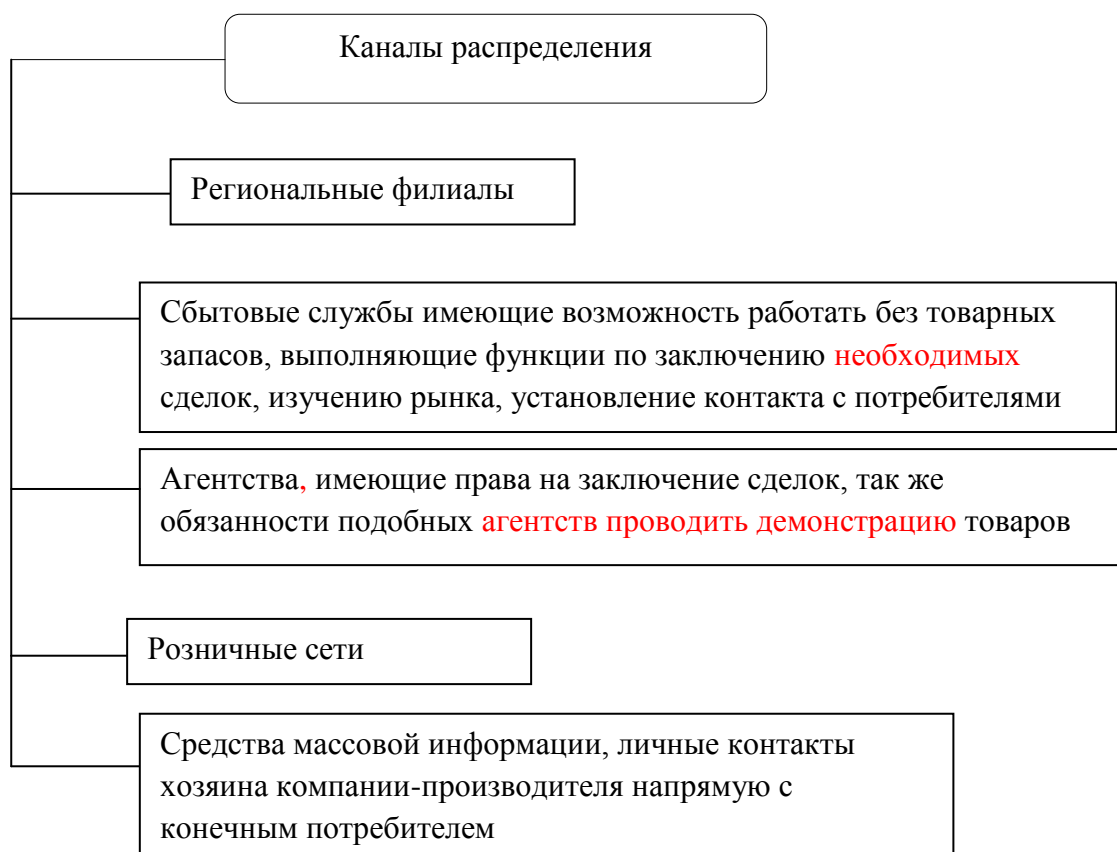 Каналы распределения
Региональные филиалы
Сбытовые службы имеющие возможность работать без товарных
запасов, выполняющие функции по заключению необходимых
сделок, изучению рынка, установление контакта с потребителями
Агентства, имеющие права на заключение сделок, так же
обязанности подобных агентств проводить демонстрацию товаров
Розничные сети
Средства массовой информации, личные контакты
хозяина компании-производителя напрямую с
конечным потребителем